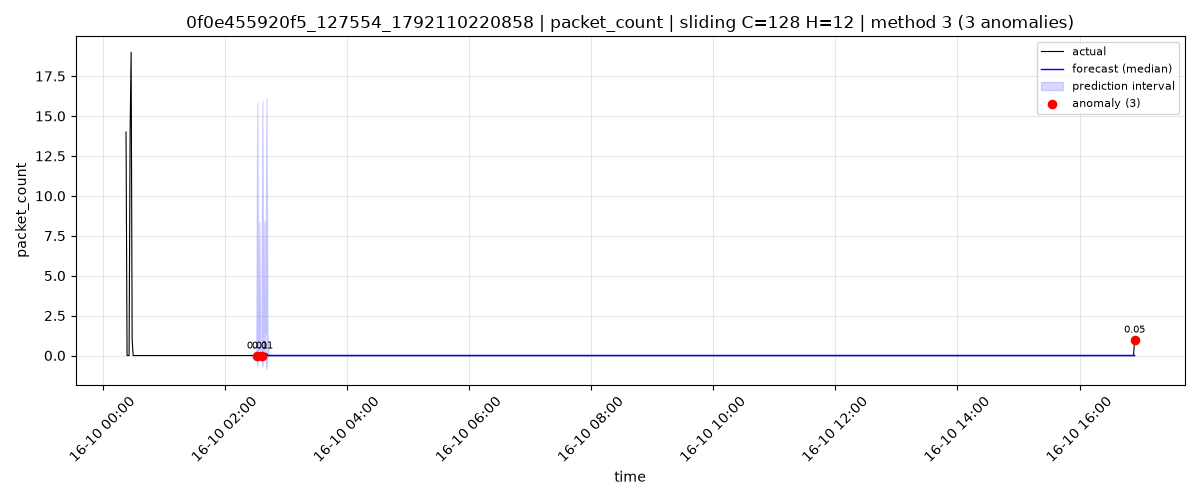 0f0e455920f5_127554_1792110220858 | packet_count | sliding C=128 H=12 | method 3 (3 anomalies)
actual
forecast (median)
prediction interval
anomaly (3)
packet_count
17.5
15.0
12.5
10.0
7.5
5.0
2.5
0.0
0.05
16-10 00:00
16-10 02:00
16-10 04:00
16-10 06:00
16-10 08:00
16-10 10:00
16-10 12:00
16-10 14:00
16-10 16:00
time